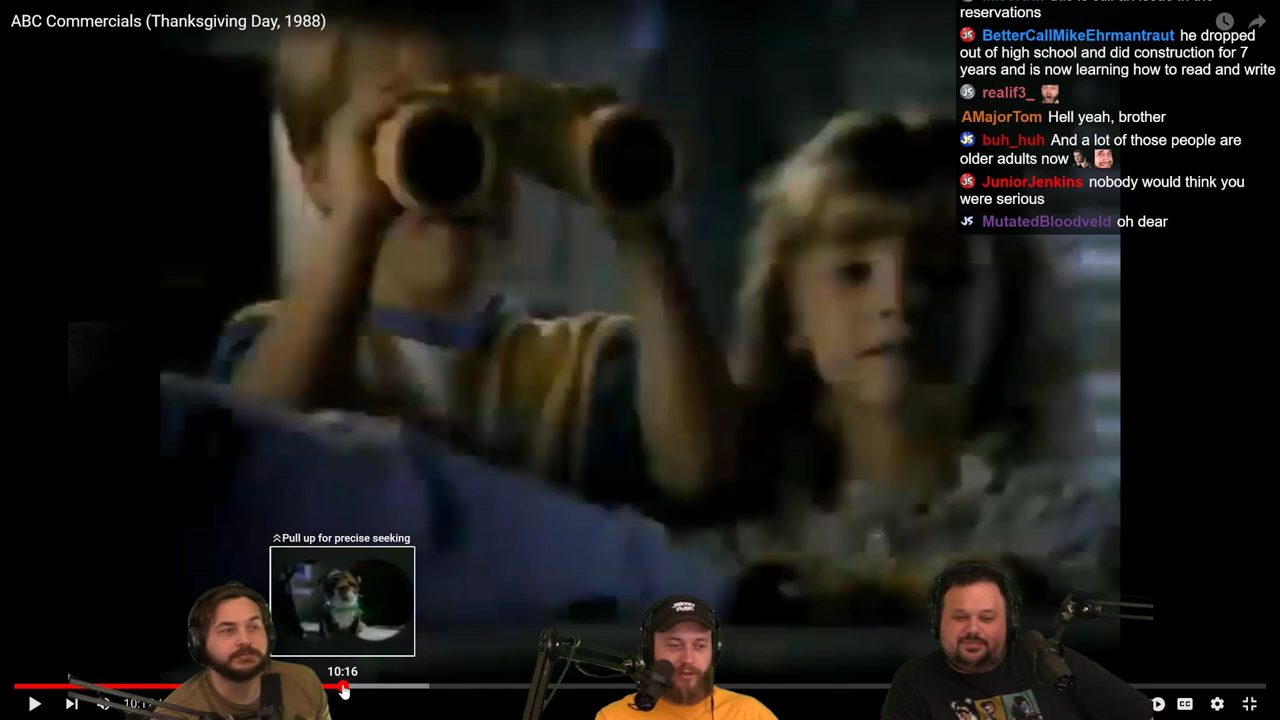 ABC Commercials (Thanksgiving Day, 1988)
reservations
BetterCallMikeEhrmantraut he dropped
out of high school and did construction for 7
years and is now learning how to read and write
realif3_
AMajorTom Hell yeah, brother
buh_huh And a lot of those people are
older adults now
JuniorJenkins nobody would think you
were serious
MutatedBloodveld oh dear
Pull up for precise seeking
10:16
CC